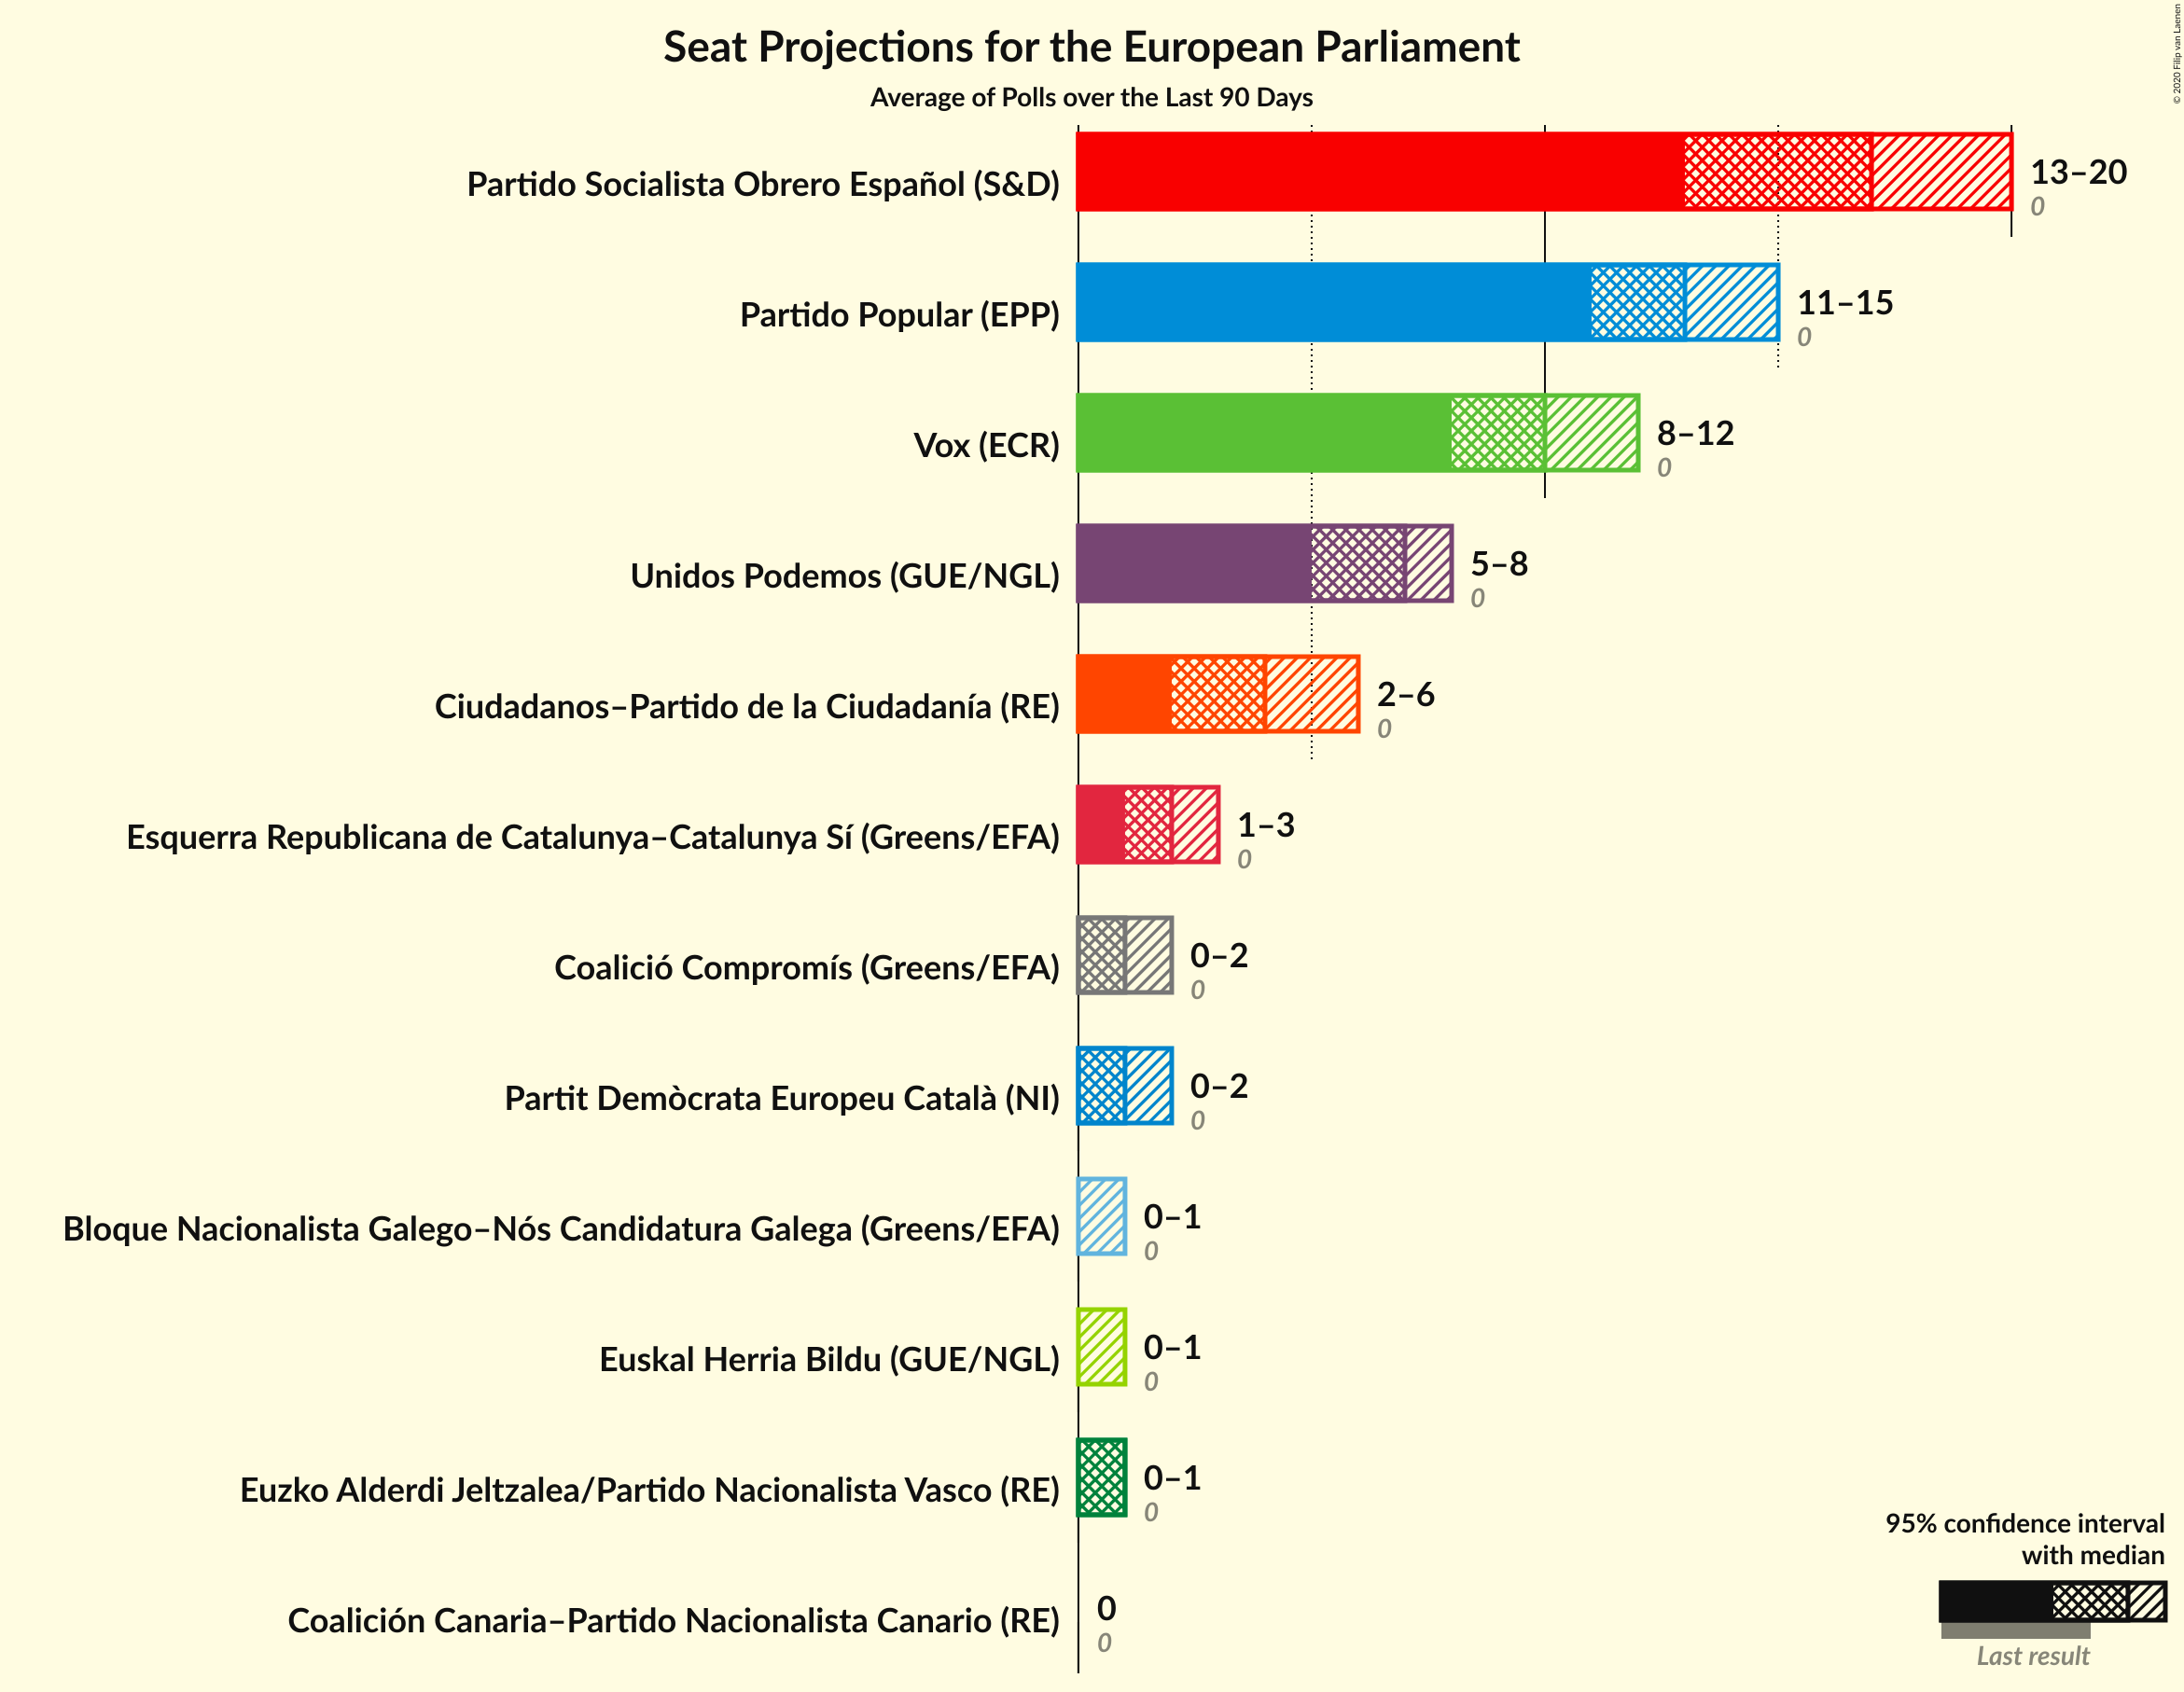 © 2020 Filip van Laenen
Seat Projections for the European Parliament
Average of Polls over the Last 90 Days
Partido Socialista Obrero Español (S&D)
13–20
0
Partido Popular (EPP)
11–15
0
Vox (ECR)
8–12
0
Unidos Podemos (GUE/NGL)
5–8
0
Ciudadanos–Partido de la Ciudadanía (RE)
2–6
0
Esquerra Republicana de Catalunya–Catalunya Sí (Greens/EFA)
1–3
0
Coalició Compromís (Greens/EFA)
0–2
0
Partit Demòcrata Europeu Català (NI)
0–2
0
Bloque Nacionalista Galego–Nós Candidatura Galega (Greens/EFA)
0–1
0
Euskal Herria Bildu (GUE/NGL)
0–1
0
Euzko Alderdi Jeltzalea/Partido Nacionalista Vasco (RE)
0–1
0
Coalición Canaria–Partido Nacionalista Canario (RE)
0
0
95% confidence interval
with median
Last result